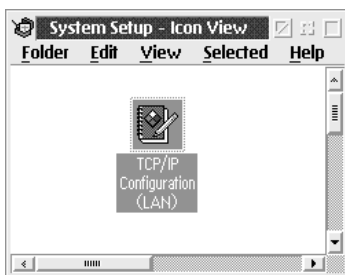 System Setup - Icon View
Folder Edit View Selected Help
TCP/IP
Configuration
(LAN)